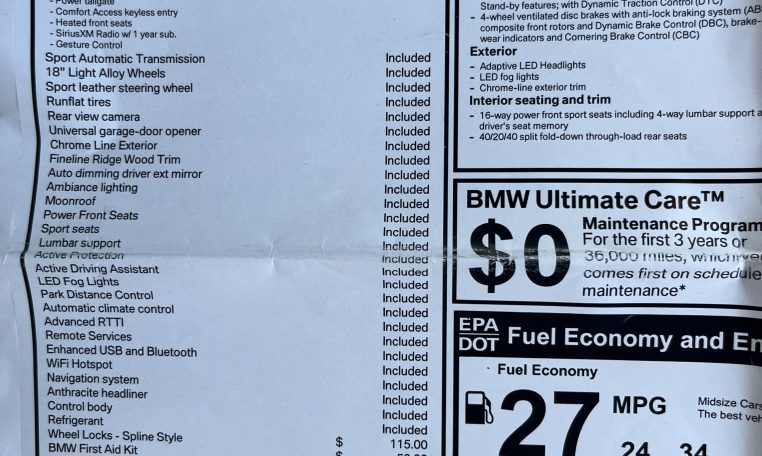 - Power tailgate
- Comfort Access keyless entry
- Heated front seats
- SiriusXM Radio w/ 1 year sub.
- Gesture Control
Sport Automatic Transmission Included
18" Light Alloy Wheels Included
Sport leather steering wheel Included
Runflat tires Included
Rear view camera Included
Universal garage-door opener Included
Chrome Line Exterior Included
Fineline Ridge Wood Trim Included
Auto dimming driver ext mirror Included
Ambiance lighting Included
Moonroof Included
Power Front Seats Included
Sport seats Included
Lumbar support Included
Active Protection Included
Active Driving Assistant Included
LED Fog Lights Included
Park Distance Control Included
Automatic climate control Included
Advanced RTTI Included
Remote Services Included
Enhanced USB and Bluetooth Included
WiFi Hotspot Included
Navigation system Included
Anthracite headliner Included
Control body Included
Refrigerant Included
Wheel Locks - Spline Style $ 115.00
BMW First Aid Kit $
Stand-by features; with Dynamic Traction Control (DTC)
- 4-wheel ventilated disc brakes with anti-lock braking system (AB
composite front rotors and Dynamic Brake Control (DBC), brake-
wear indicators and Cornering Brake Control (CBC)
Exterior
- Adaptive LED Headlights
- LED fog lights
- Chrome-line exterior trim
Interior seating and trim
- 16-way power front sport seats including 4-way lumbar support a
driver's seat memory
- 40/20/40 split fold-down through-load rear seats
BMW Ultimate Care™
$0
Maintenance Program
For the first 3 years or
36,000 miles, whichever
comes first on schedule
maintenance*
EPA
DOT
Fuel Economy and En
Fuel Economy
27 MPG
Midsize Cars
The best veh
24 34